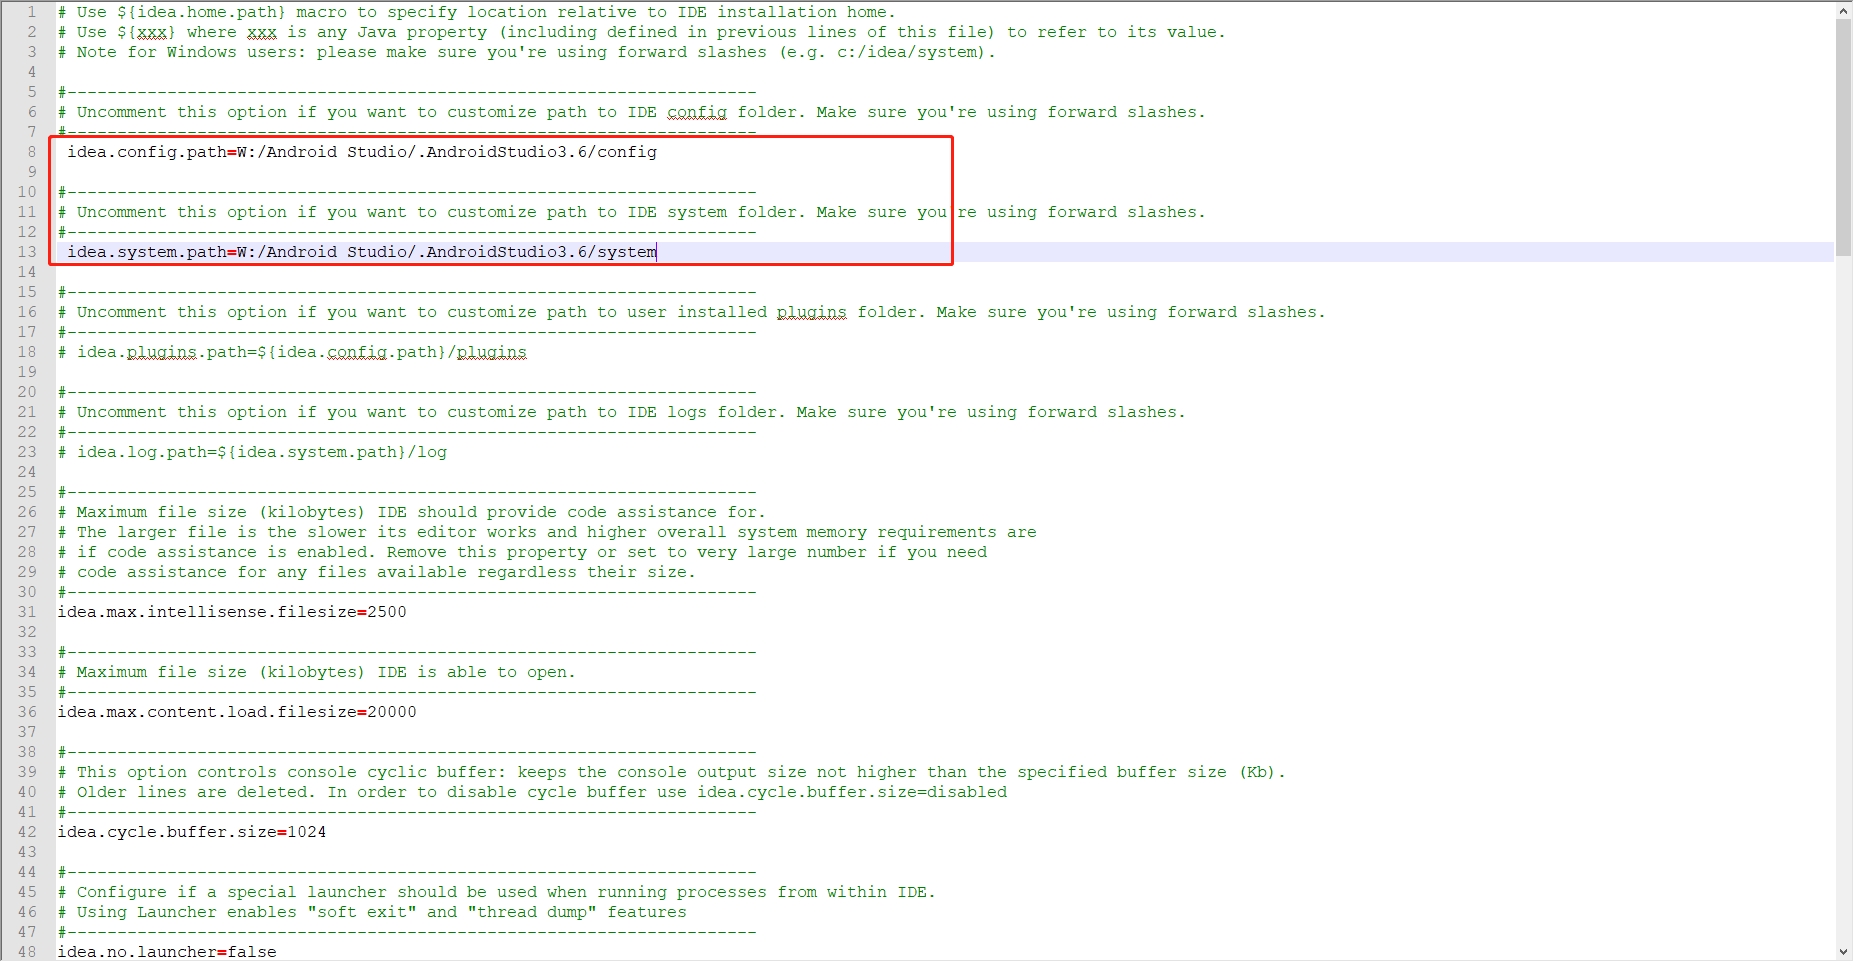 1 # Use ${idea.home.path} macro to specify location relative to IDE installation home.
2 # Use ${xxx} where xxx is any Java property (including defined in previous lines of this file) to refer to its value.
3 # Note for Windows users: please make sure you're using forward slashes (e.g. c:/idea/system).
4
5 #---------------------------------------------------------------------
6 # Uncomment this option if you want to customize path to IDE config folder. Make sure you're using forward slashes.
7 #---------------------------------------------------------------------
8  idea.config.path=W:/Android Studio/.AndroidStudio3.6/config
9
10 #---------------------------------------------------------------------
11 # Uncomment this option if you want to customize path to IDE system folder. Make sure you re using forward slashes.
12 #---------------------------------------------------------------------
13  idea.system.path=W:/Android Studio/.AndroidStudio3.6/system
14
15 #---------------------------------------------------------------------
16 # Uncomment this option if you want to customize path to user installed plugins folder. Make sure you're using forward slashes.
17 #---------------------------------------------------------------------
18 # idea.plugins.path=${idea.config.path}/plugins
19
20 #---------------------------------------------------------------------
21 # Uncomment this option if you want to customize path to IDE logs folder. Make sure you're using forward slashes.
22 #---------------------------------------------------------------------
23 # idea.log.path=${idea.system.path}/log
24
25 #---------------------------------------------------------------------
26 # Maximum file size (kilobytes) IDE should provide code assistance for.
27 # The larger file is the slower its editor works and higher overall system memory requirements are
28 # if code assistance is enabled. Remove this property or set to very large number if you need
29 # code assistance for any files available regardless their size.
30 #---------------------------------------------------------------------
31 idea.max.intellisense.filesize=2500
32
33 #---------------------------------------------------------------------
34 # Maximum file size (kilobytes) IDE is able to open.
35 #---------------------------------------------------------------------
36 idea.max.content.load.filesize=20000
37
38 #---------------------------------------------------------------------
39 # This option controls console cyclic buffer: keeps the console output size not higher than the specified buffer size (Kb).
40 # Older lines are deleted. In order to disable cycle buffer use idea.cycle.buffer.size=disabled
41 #---------------------------------------------------------------------
42 idea.cycle.buffer.size=1024
43
44 #---------------------------------------------------------------------
45 # Configure if a special launcher should be used when running processes from within IDE.
46 # Using Launcher enables "soft exit" and "thread dump" features
47 #---------------------------------------------------------------------
48 idea.no.launcher=false